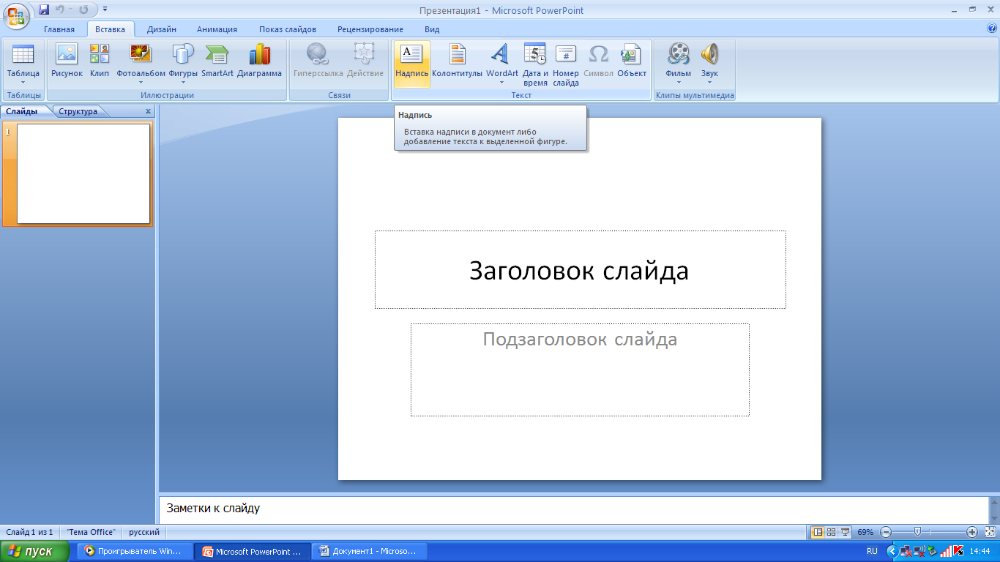 Презентация1 - Microsoft PowerPoint
Главная Вставка Дизайн Анимация Показ слайдов Рецензирование Вид
Таблица Рисунок Клип Фотоальбом Фигуры SmartArt Диаграмма Гиперссылка Действие Надпись Колонтитулы WordArt Дата и время Номер слайда Символ Объект Фильм Звук
Таблицы Иллюстрации Связи Текст Клипы мультимедиа
Слайды Структура x
Надпись
Вставка надписи в документ либо
добавление текста к выделенной фигуре.
1
Заголовок слайда
Подзаголовок слайда
Заметки к слайду
Слайд 1 из 1 "Тема Office" русский 69%
пуск Проигрыватель Win... Microsoft PowerPoint ... Документ1 - Microso... RU 14:44